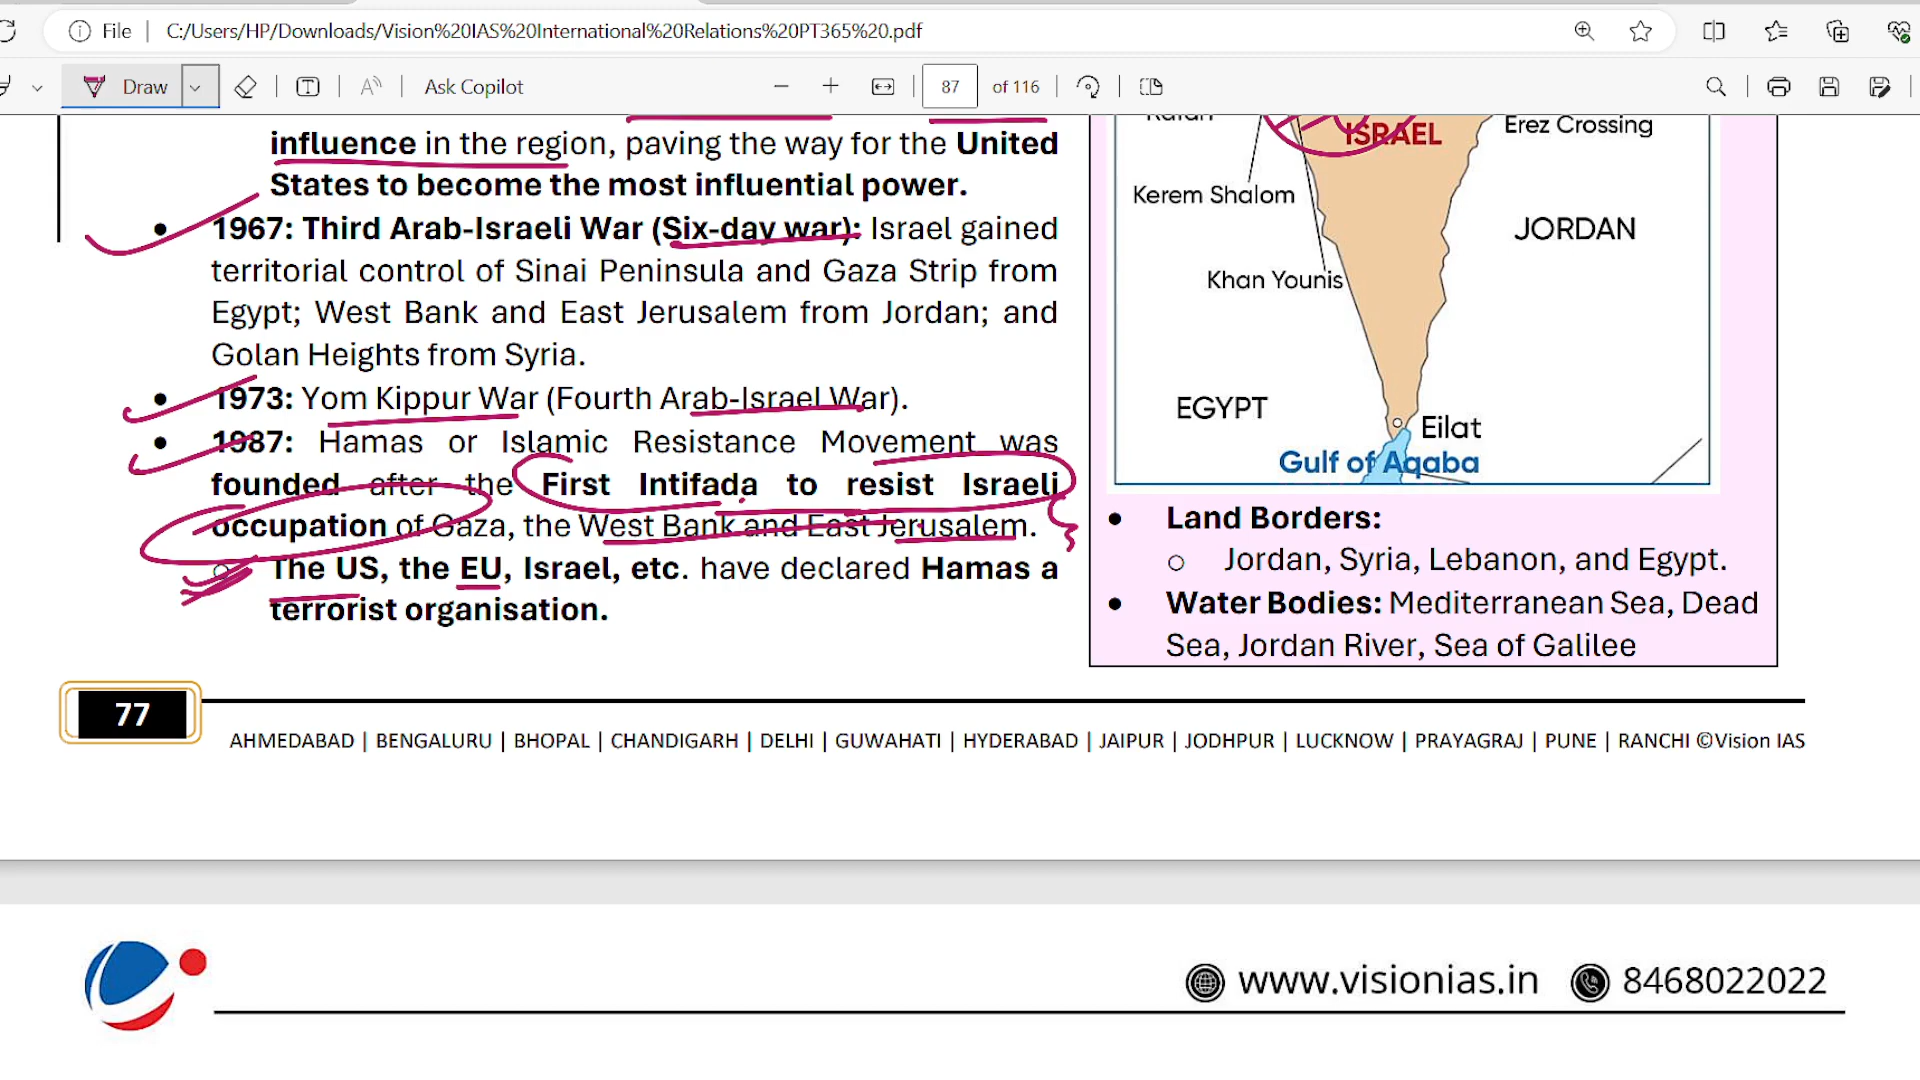 File
C:/Users/HP/Downloads/Vision%20IAS%20International%20Relations%20PT365%20.pdf
Draw
Ask Copilot
87
of 116
influence in the region, paving the way for the United
States to become the most influential power.
• 1967: Third Arab-Israeli War (Six-day war): Israel gained
territorial control of Sinai Peninsula and Gaza Strip from
Egypt; West Bank and East Jerusalem from Jordan; and
Golan Heights from Syria.
• 1973: Yom Kippur War (Fourth Arab-Israel War).
• 1987: Hamas or Islamic Resistance Movement was
founded after the First Intifada to resist Israeli
occupation of Gaza, the West Bank and East Jerusalem.
o The US, the EU, Israel, etc. have declared Hamas a
terrorist organisation.
ISRAEL
Erez Crossing
Kerem Shalom
JORDAN
Khan Younis
EGYPT
Eilat
Gulf of Aqaba
• Land Borders:
o Jordan, Syria, Lebanon, and Egypt.
• Water Bodies: Mediterranean Sea, Dead
Sea, Jordan River, Sea of Galilee
77
AHMEDABAD | BENGALURU | BHOPAL | CHANDIGARH | DELHI | GUWAHATI | HYDERABAD | JAIPUR | JODHPUR | LUCKNOW | PRAYAGRAJ | PUNE | RANCHI ©Vision IAS
www.visionias.in
8468022022